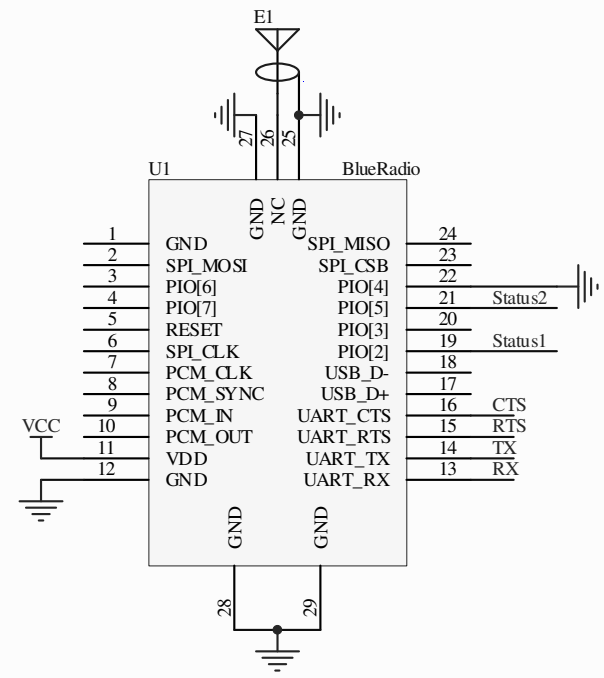 E1
27 26 25
U1 BlueRadio
GND NC GND
1 GND SPI_MISO 24
2 SPI_MOSI SPI_CSB 23
3 PIO[6] PIO[4] 22
4 PIO[7] PIO[5] 21 Status2
5 RESET PIO[3] 20
6 SPI_CLK PIO[2] 19 Status1
7 PCM_CLK USB_D- 18
8 PCM_SYNC USB_D+ 17
9 PCM_IN UART_CTS 16 CTS
VCC 10 PCM_OUT UART_RTS 15 RTS
11 VDD UART_TX 14 TX
12 GND UART_RX 13 RX
GND GND
28 29